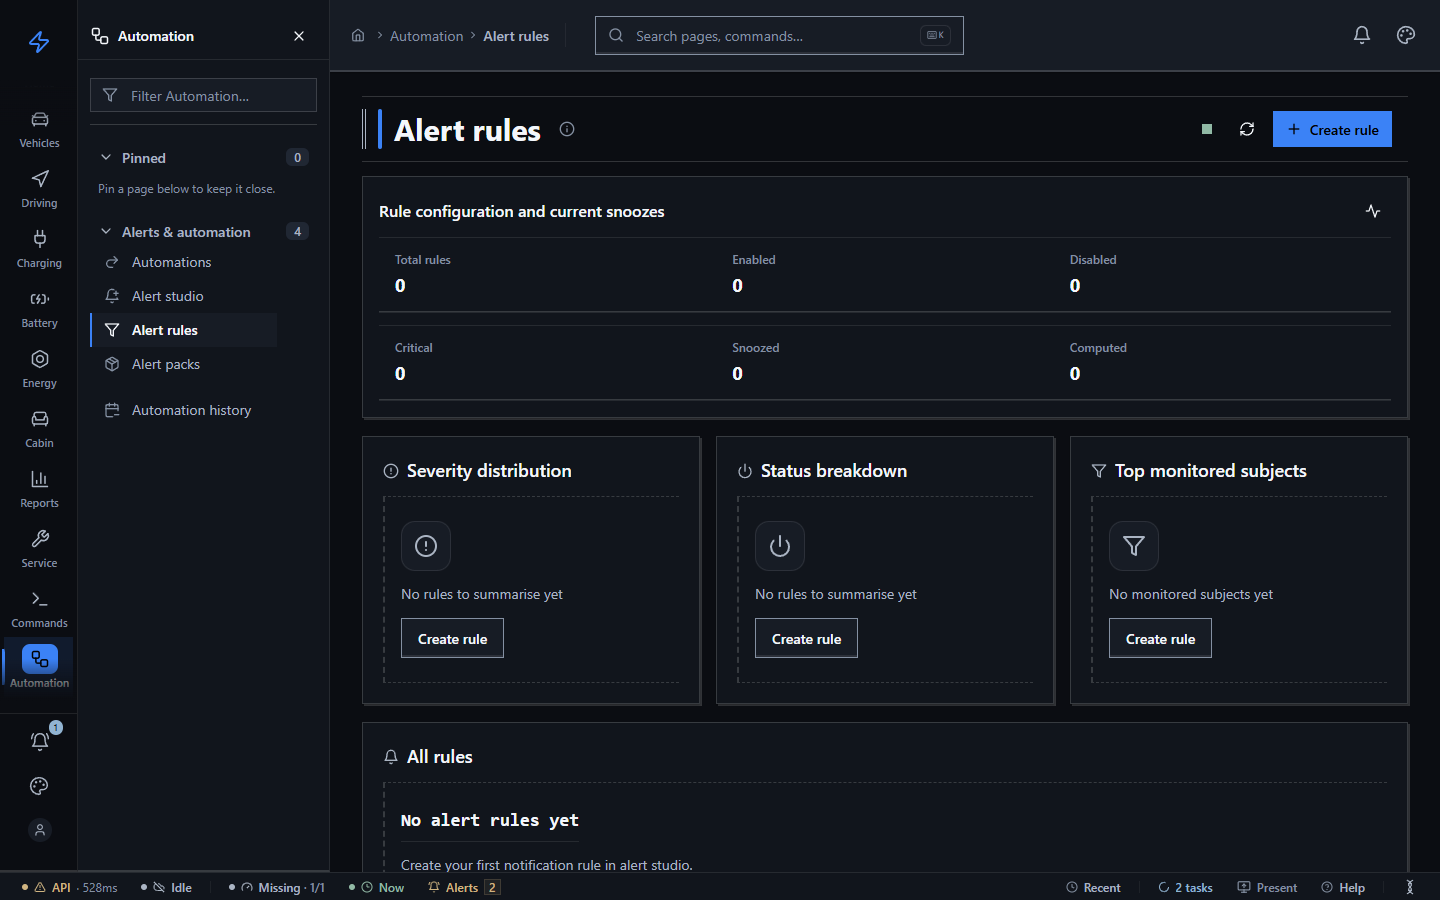 Automation
Automation
Alert rules
Search pages, commands...
K
Filter Automation...
Pinned
0
Pin a page below to keep it close.
Alerts & automation
4
Automations
Alert studio
Alert rules
Alert packs
Automation history
Vehicles
Driving
Charging
Battery
Energy
Cabin
Reports
Service
Commands
Automation
1
Alert rules
Create rule
Rule configuration and current snoozes
Total rules
0
Enabled
0
Disabled
0
Critical
0
Snoozed
0
Computed
0
Severity distribution
No rules to summarise yet
Create rule
Status breakdown
No rules to summarise yet
Create rule
Top monitored subjects
No monitored subjects yet
Create rule
All rules
No alert rules yet
Create your first notification rule in alert studio.
API · 528ms
Idle
Missing · 1/1
Now
Alerts 2
Recent
2 tasks
Present
Help